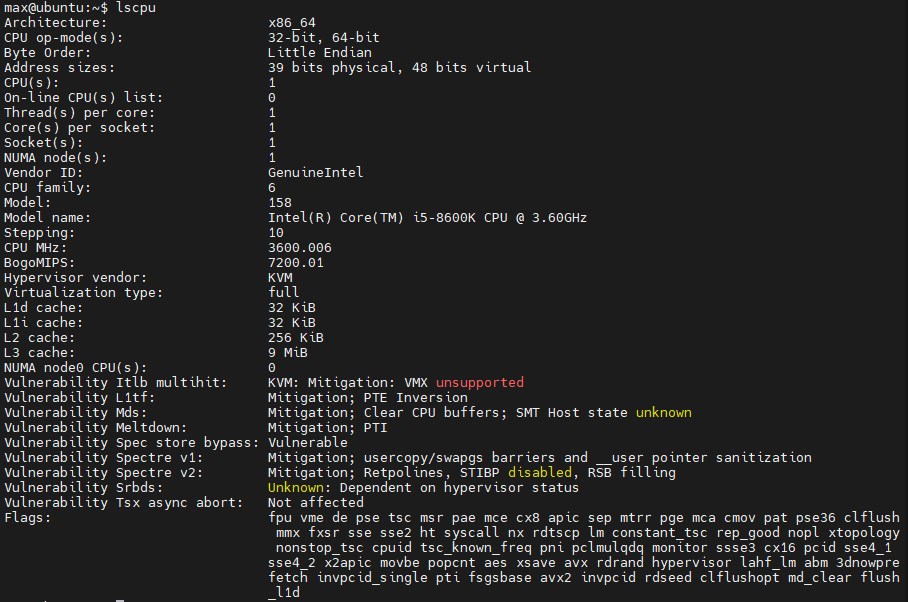 max@ubuntu:~$ lscpu
Architecture: x86_64
CPU op-mode(s): 32-bit, 64-bit
Byte Order: Little Endian
Address sizes: 39 bits physical, 48 bits virtual
CPU(s): 1
On-line CPU(s) list: 0
Thread(s) per core: 1
Core(s) per socket: 1
Socket(s): 1
NUMA node(s): 1
Vendor ID: GenuineIntel
CPU family: 6
Model: 158
Model name: Intel(R) Core(TM) i5-8600K CPU @ 3.60GHz
Stepping: 10
CPU MHz: 3600.006
BogoMIPS: 7200.01
Hypervisor vendor: KVM
Virtualization type: full
L1d cache: 32 KiB
L1i cache: 32 KiB
L2 cache: 256 KiB
L3 cache: 9 MiB
NUMA node0 CPU(s): 0
Vulnerability Itlb multihit: KVM: Mitigation: VMX unsupported
Vulnerability L1tf: Mitigation; PTE Inversion
Vulnerability Mds: Mitigation; Clear CPU buffers; SMT Host state unknown
Vulnerability Meltdown: Mitigation; PTI
Vulnerability Spec store bypass: Vulnerable
Vulnerability Spectre v1: Mitigation; usercopy/swapgs barriers and __user pointer sanitization
Vulnerability Spectre v2: Mitigation; Retpolines, STIBP disabled, RSB filling
Vulnerability Srbds: Unknown: Dependent on hypervisor status
Vulnerability Tsx async abort: Not affected
Flags: fpu vme de pse tsc msr pae mce cx8 apic sep mtrr pge mca cmov pat pse36 clflush
mmx fxsr sse sse2 ht syscall nx rdtscp lm constant_tsc rep_good nopl xtopology
nonstop_tsc cpuid tsc_known_freq pni pclmulqdq monitor ssse3 cx16 pcid sse4_1
sse4_2 x2apic movbe popcnt aes xsave avx rdrand hypervisor lahf_lm abm 3dnowpre
fetch invpcid_single pti fsgsbase avx2 invpcid rdseed clflushopt md_clear flush
_l1d